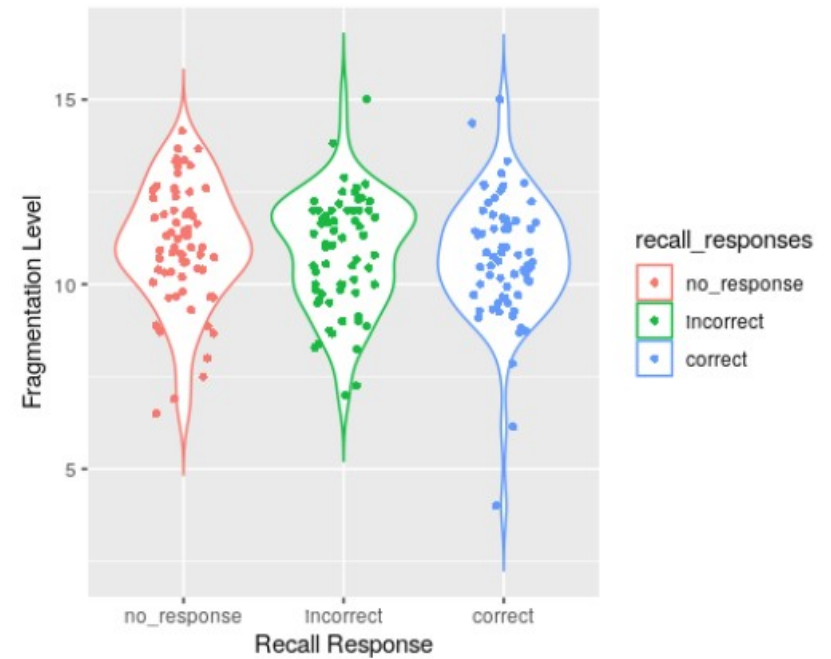 Fragmentation Level
15
10
5
no_response
Incorrect
correct
Recall Response
recall_responses
no_response
Incorrect
correct